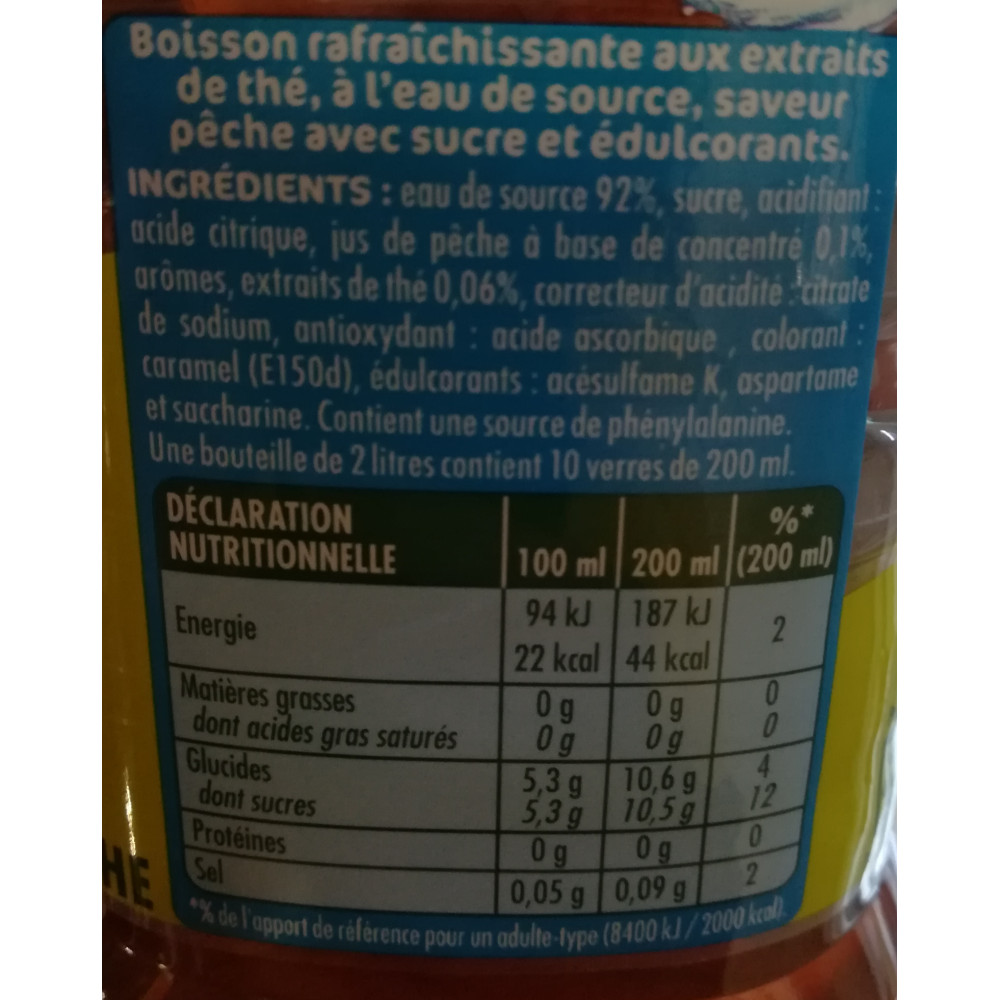 Boisson rafraîchissante aux extraits
de thé, à l'eau de source, saveur
pêche avec sucre et édulcorants.
INGRÉDIENTS : eau de source 92%, sucre, acidifiant :
acide citrique, jus de pêche à base de concentré 0,1%,
arômes, extraits de thé 0,06%, correcteur d'acidité : citrate
de sodium, antioxydant : acide ascorbique , colorant :
caramel (E150d), édulcorants : acésulfame K, aspartame
et saccharine. Contient une source de phénylalanine.
Une bouteille de 2 litres contient 10 verres de 200 ml.
DÉCLARATION
NUTRITIONNELLE 100 ml 200 ml %* (200 ml)
Energie 94 kJ 187 kJ 2
22 kcal 44 kcal
Matières grasses 0 g 0 g 0
dont acides gras saturés 0 g 0 g 0
Glucides 5,3 g 10,6 g 4
dont sucres 5,3 g 10,5 g 12
Protéines 0 g 0 g 0
Sel 0,05 g 0,09 g 2
*% de l'apport de référence pour un adulte-type (8400 kJ / 2000 kcal).
HE